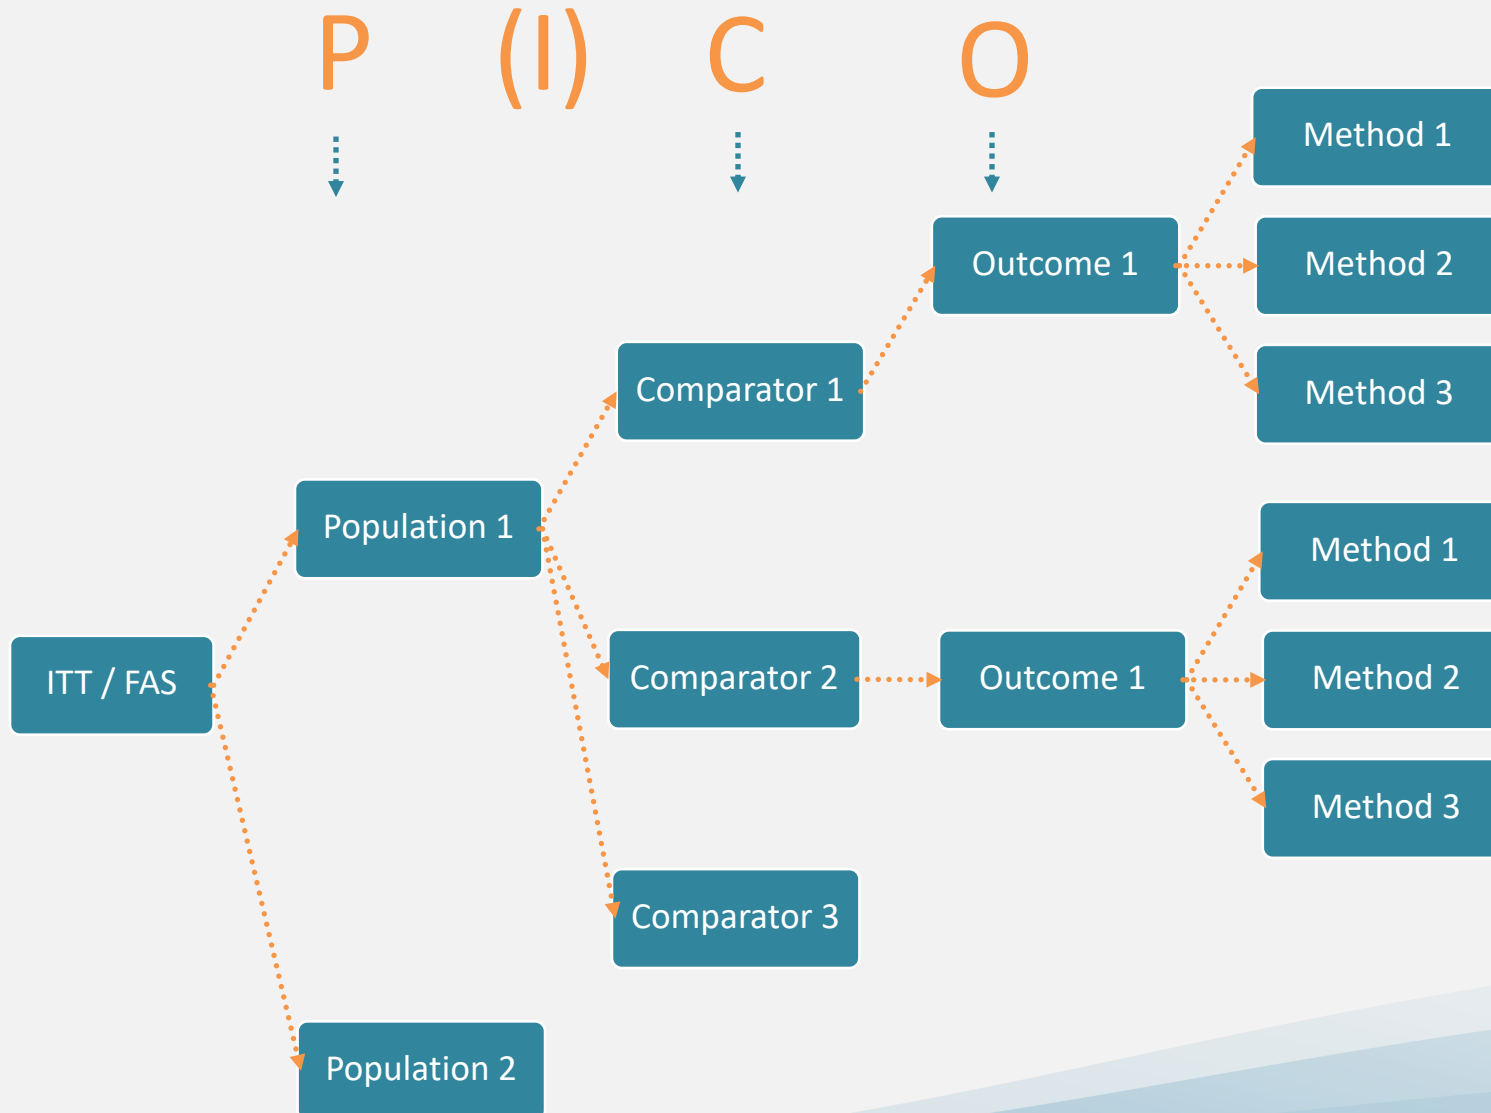 P (I) C O
Method 1
Outcome 1
Method 2
Comparator 1
Method 3
Population 1
Method 1
ITT / FAS
Comparator 2
Outcome 1
Method 2
Method 3
Comparator 3
Population 2